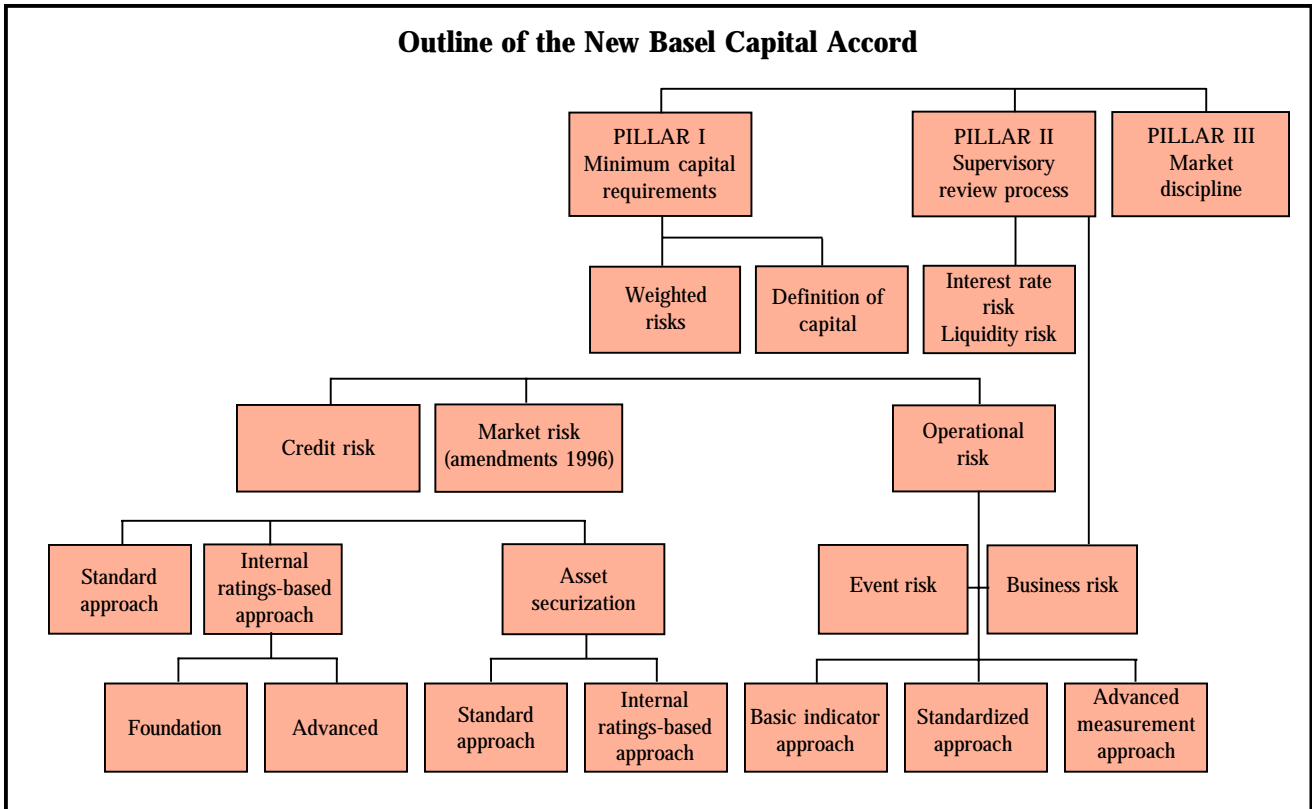 Outline of the New Basel Capital Accord
PILLAR I
Minimum capital
requirements
PILLAR II
Supervisory
review process
PILLAR III
Market
discipline
Weighted
risks
Definition of
capital
Interest rate
risk
Liquidity risk
Credit risk
Market risk
(amendments 1996)
Operational
risk
Standard
approach
Internal
ratings-based
approach
Asset
securization
Event risk
Business risk
Foundation
Advanced
Standard
approach
Internal
ratings-based
approach
Basic indicator
approach
Standardized
approach
Advanced
measurement
approach